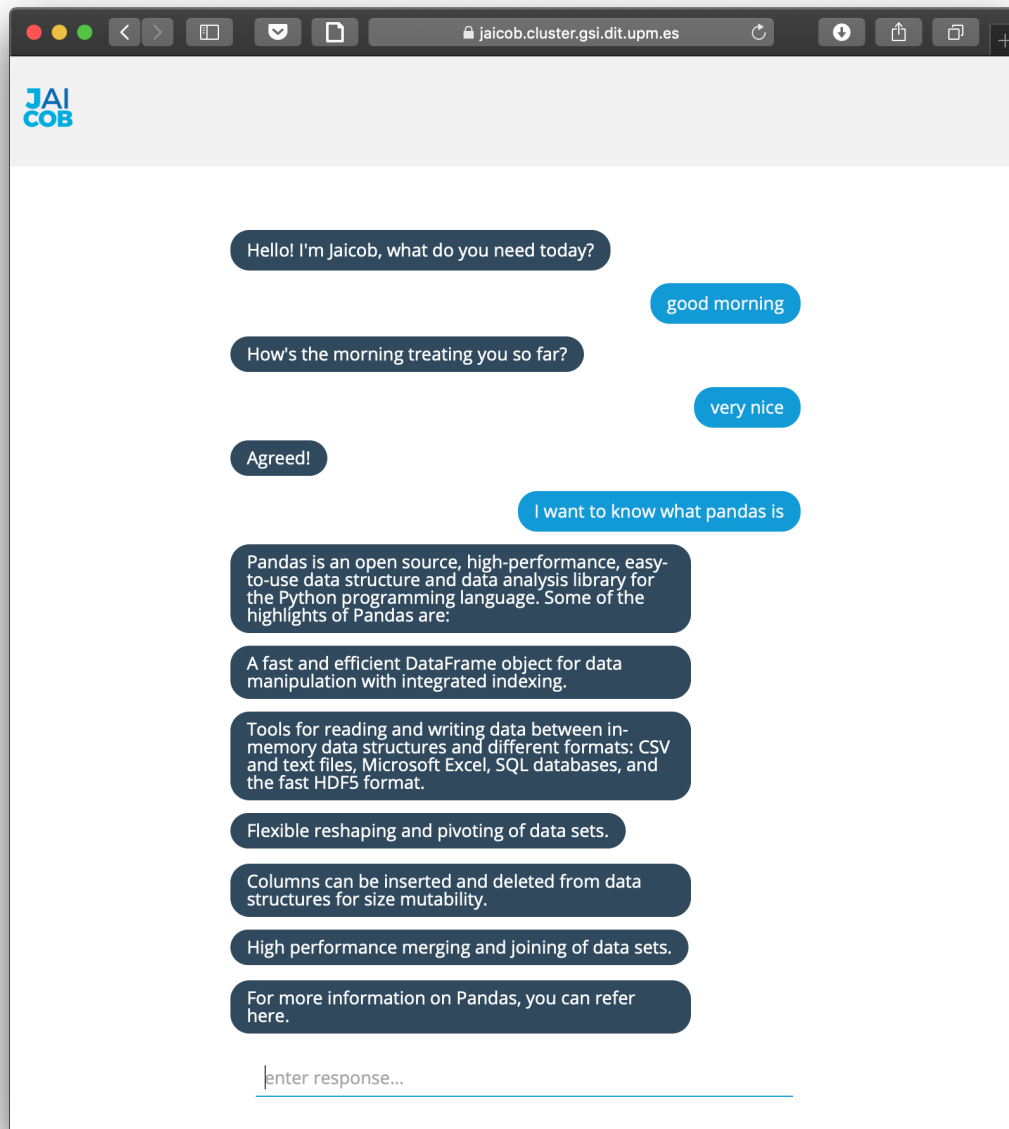 jaicob.cluster.gsi.dit.upm.es
JAI
COB
Hello! I'm Jaicob, what do you need today?
good morning
How's the morning treating you so far?
very nice
Agreed!
I want to know what pandas is
Pandas is an open source, high-performance, easy-
to-use data structure and data analysis library for
the Python programming language. Some of the
highlights of Pandas are:
A fast and efficient DataFrame object for data
manipulation with integrated indexing.
Tools for reading and writing data between in-
memory data structures and different formats: CSV
and text files, Microsoft Excel, SQL databases, and
the fast HDF5 format.
Flexible reshaping and pivoting of data sets.
Columns can be inserted and deleted from data
structures for size mutability.
High performance merging and joining of data sets.
For more information on Pandas, you can refer
here.
enter response...